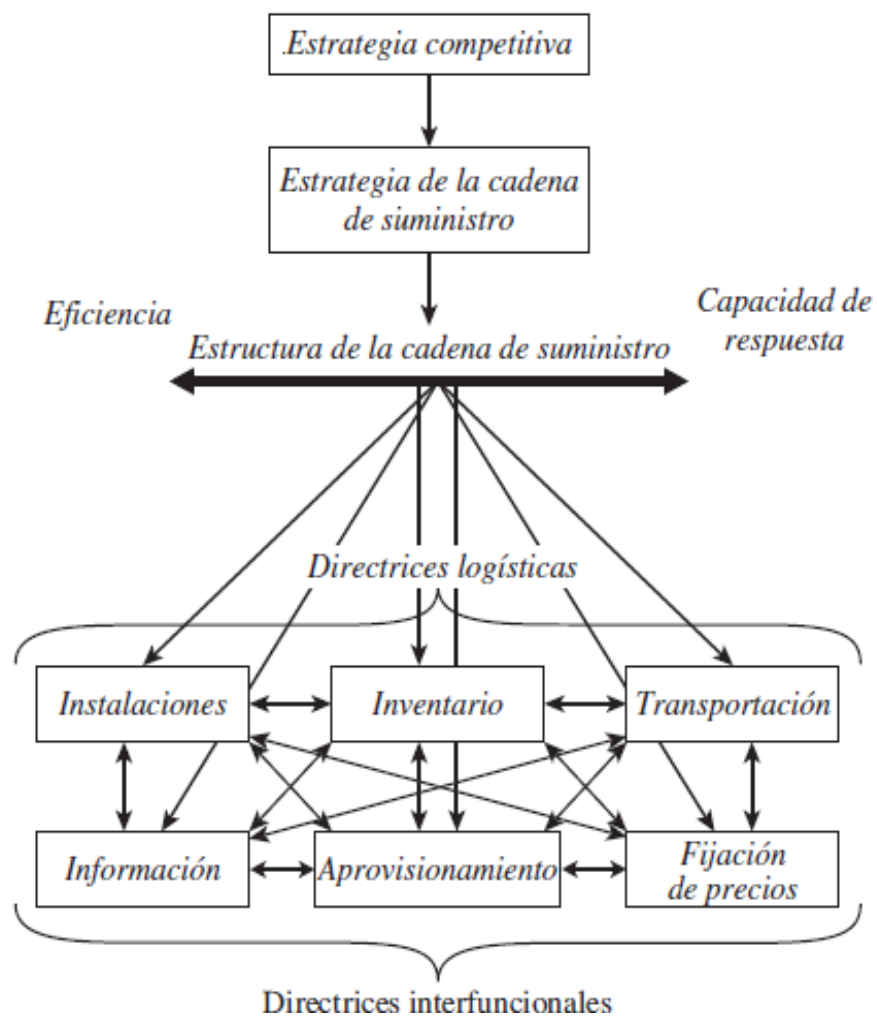 .Estrategia competitiva
Estrategia de la cadena
de suministro
Eficiencia
Capacidad de
respuesta
Estructura de la cadena de suministro
Directrices logísticas
Instalaciones
Inventario
Transportación
Información
Aprovisionamiento
Fijación
de precios
Directrices interfuncionales